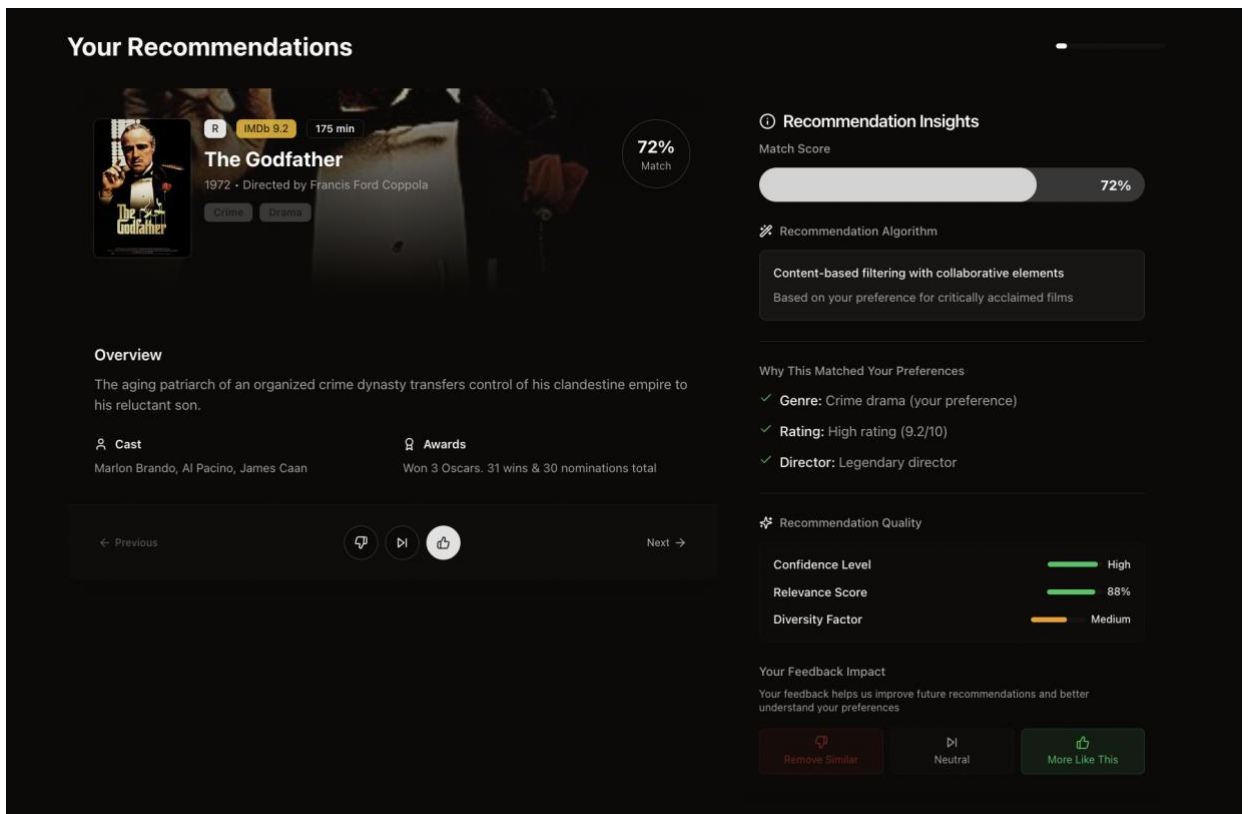 Your Recommendations
R IMDb 9.2 175 min
The Godfather
1972 • Directed by Francis Ford Coppola
Crime Drama
The
Godfather
72%
Match
Overview
The aging patriarch of an organized crime dynasty transfers control of his clandestine empire to
his reluctant son.
Cast
Marlon Brando, Al Pacino, James Caan
Awards
Won 3 Oscars. 31 wins & 30 nominations total
← Previous
Next →
Recommendation Insights
Match Score
72%
Recommendation Algorithm
Content-based filtering with collaborative elements
Based on your preference for critically acclaimed films
Why This Matched Your Preferences
✓ Genre: Crime drama (your preference)
✓ Rating: High rating (9.2/10)
✓ Director: Legendary director
Recommendation Quality
Confidence Level High
Relevance Score 88%
Diversity Factor Medium
Your Feedback Impact
Your feedback helps us improve future recommendations and better
understand your preferences
Remove Similar
Neutral
More Like This